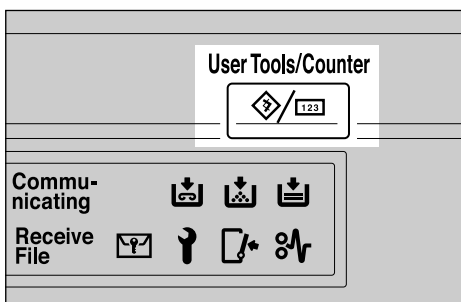 User Tools/Counter
123
Commu-
nicating
Receive
File